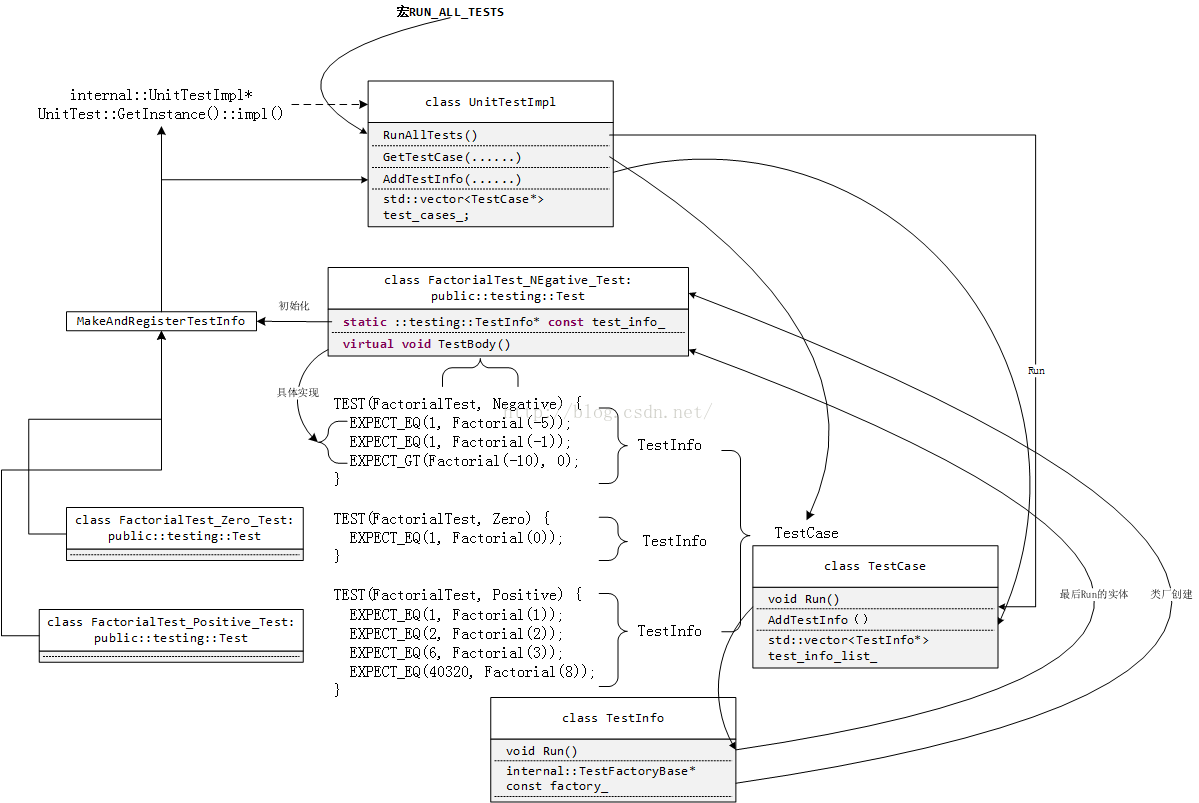 宏RUN_ALL_TESTS
internal::UnitTestImpl*
UnitTest::GetInstance()::impl()
class UnitTestImpl
RunAllTests()
GetTestCase(......)
AddTestInfo(......)
std::vector<TestCase*>
test_cases_;
class FactorialTest_NEgative_Test:
public::testing::Test
static ::testing::TestInfo* const test_info_
virtual void TestBody()
初始化
MakeAndRegisterTestInfo
具体实现
Run
http://blog.csdn.net/
TEST(FactorialTest, Negative) {
EXPECT_EQ(1, Factorial(-5));
EXPECT_EQ(1, Factorial(-1));
EXPECT_GT(Factorial(-10), 0);
}
TestInfo
class FactorialTest_Zero_Test:
public::testing::Test
TEST(FactorialTest, Zero) {
EXPECT_EQ(1, Factorial(0));
}
TestInfo
TestCase
class TestCase
void Run()
AddTestInfo（）
std::vector<TestInfo*>
test_info_list_
最后Run的实体
类厂创建
class FactorialTest_Positive_Test:
public::testing::Test
TEST(FactorialTest, Positive) {
EXPECT_EQ(1, Factorial(1));
EXPECT_EQ(2, Factorial(2));
EXPECT_EQ(6, Factorial(3));
EXPECT_EQ(40320, Factorial(8));
}
TestInfo
class TestInfo
void Run()
internal::TestFactoryBase*
const factory_